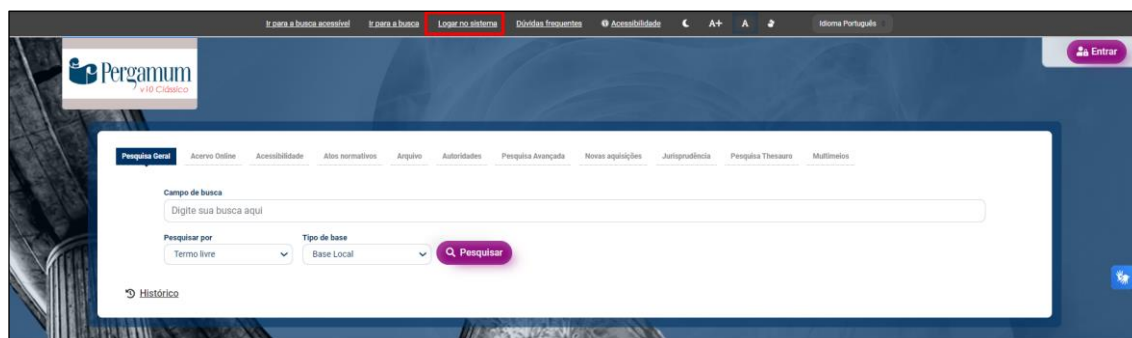 Ir para a busca acessível Ir para a busca Logar no sistema Dúvidas frequentes Acessibilidade A+ A Idioma Português
Pergamum
v10 Clássico
Entrar
Pesquisa Geral Acervo Online Acessibilidade Atos normativos Arquivo Autoridades Pesquisa Avançada Novas aquisições Jurisprudência Pesquisa Thesauro Multimeios
Campo de busca
Digite sua busca aqui
Pesquisar por Tipo de base
Termo livre Base Local Pesquisar
Histórico